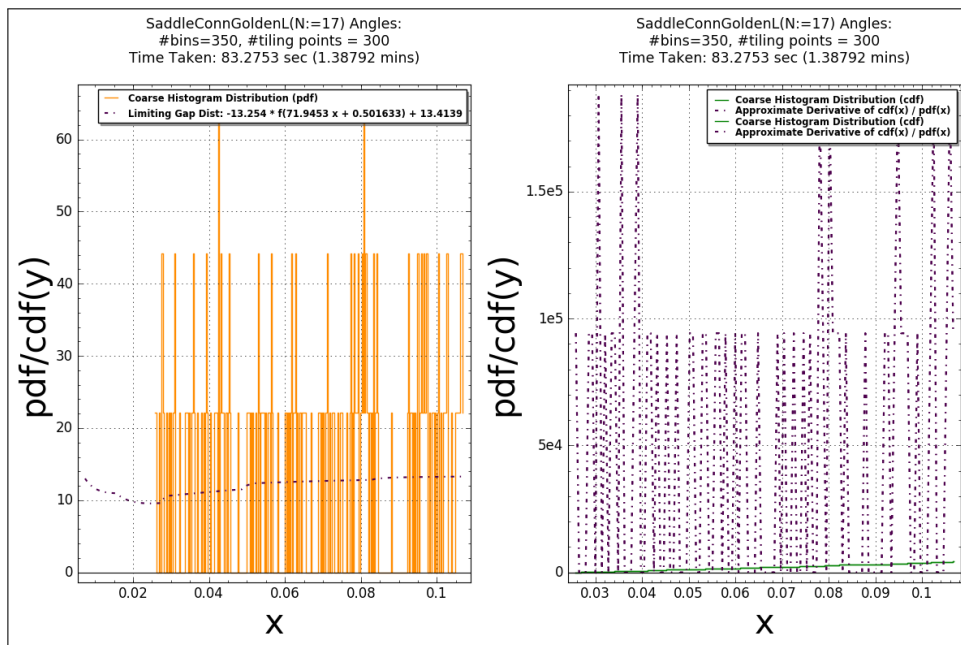 SaddleConnGoldenL(N:=17) Angles:
#bins=350, #tiling points = 300
Time Taken: 83.2753 sec (1.38792 mins)
Coarse Histogram Distribution (pdf)
Limiting Gap Dist: -13.254 * f(71.9453 x + 0.501633) + 13.4139
pdf/cdf(y)
60
50
40
30
20
10
0
0.02
0.04
0.06
0.08
0.1
x
SaddleConnGoldenL(N:=17) Angles:
#bins=350, #tiling points = 300
Time Taken: 83.2753 sec (1.38792 mins)
Coarse Histogram Distribution (cdf)
Approximate Derivative of cdf(x) / pdf(x)
Coarse Histogram Distribution (cdf)
Approximate Derivative of cdf(x) / pdf(x)
pdf/cdf(y)
1.5e5
1e5
5e4
0
0.03
0.04
0.05
0.06
0.07
0.08
0.09
0.1
x